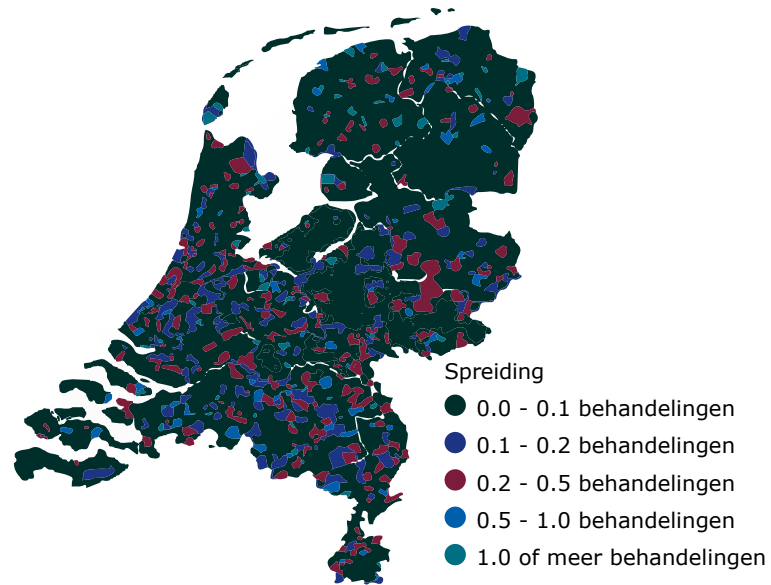 Spreiding
0.0 - 0.1 behandelingen
0.1 - 0.2 behandelingen
0.2 - 0.5 behandelingen
0.5 - 1.0 behandelingen
1.0 of meer behandelingen